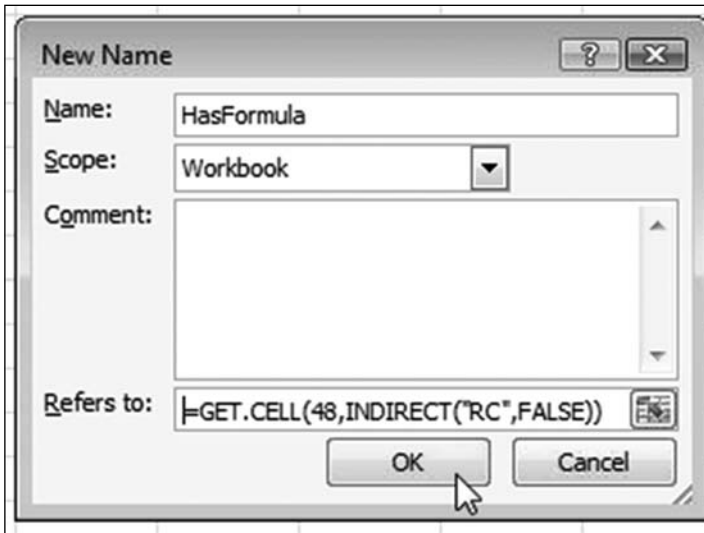 New Name
Name: HasFormula
Scope: Workbook
Comment:
Refers to: =GET.CELL(48,INDIRECT("RC",FALSE))
OK Cancel